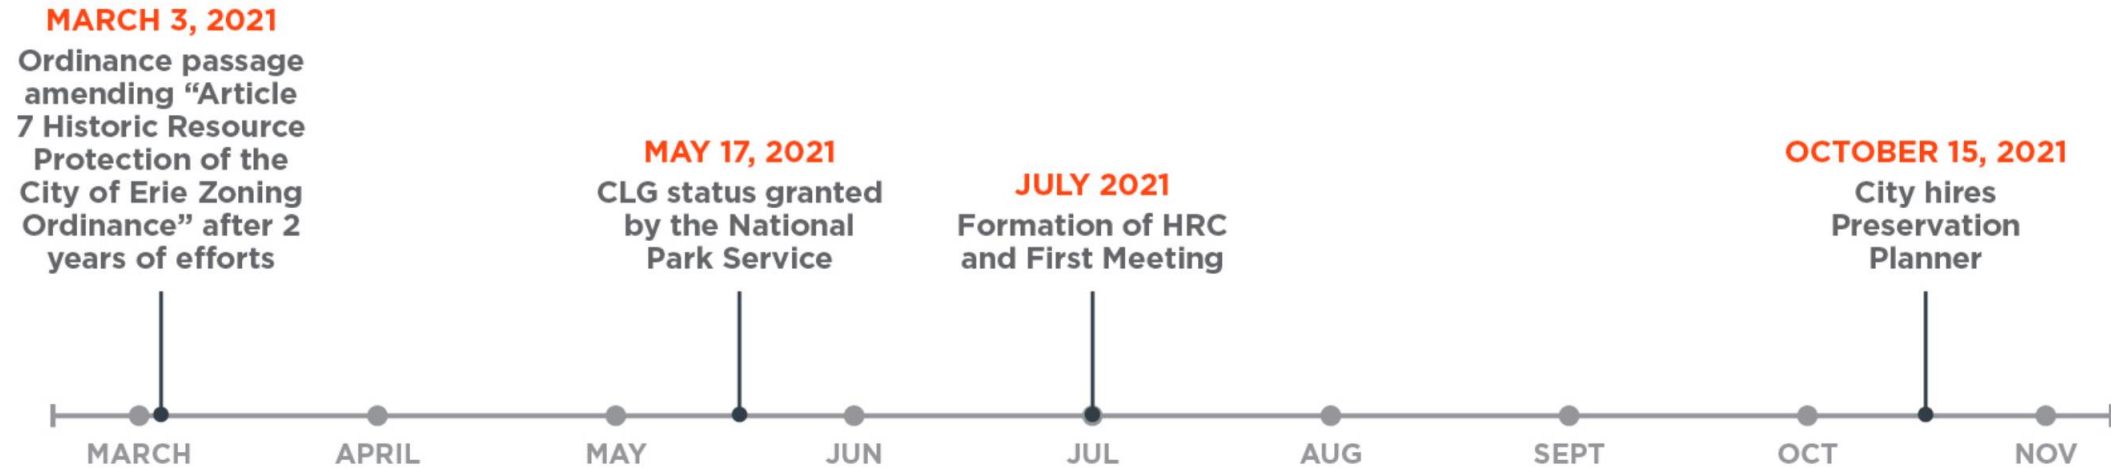 MARCH 3, 2021
Ordinance passage
amending “Article
7 Historic Resource
Protection of the
City of Erie Zoning
Ordinance” after 2
years of efforts
MAY 17, 2021
CLG status granted
by the National
Park Service
JULY 2021
Formation of HRC
and First Meeting
OCTOBER 15, 2021
City hires
Preservation
Planner
MARCH
APRIL
MAY
JUN
JUL
AUG
SEPT
OCT
NOV